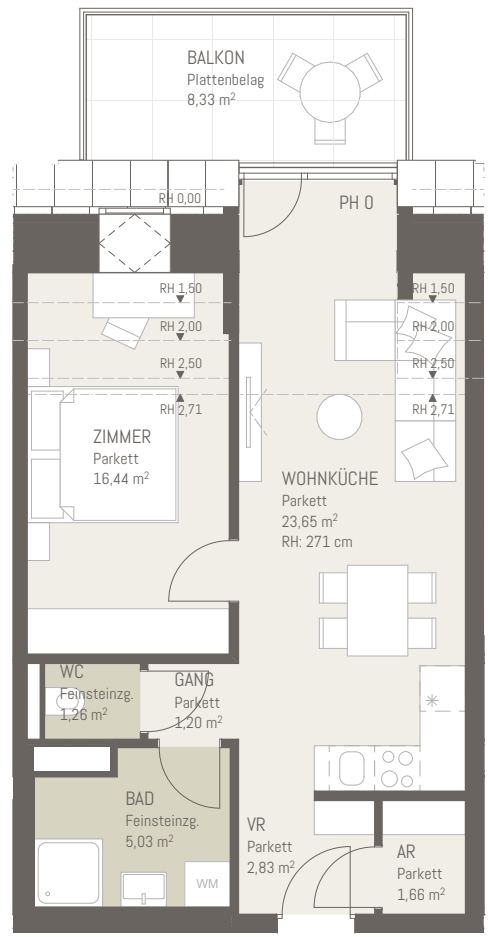 BALKON
Plattenbelag
8,33 m²
RH 0,00
PH 0
RH 1,50
RH 1,50
RH 2,00
RH 2,00
RH 2,50
RH 2,50
RH 2,71
RH 2,71
ZIMMER
Parkett
16,44 m²
WOHNKÜCHE
Parkett
23,65 m²
RH: 271 cm
WC
Feinsteinzg.
1,26 m²
GANG
Parkett
1,20 m²
BAD
Feinsteinzg.
5,03 m²
WM
VR
Parkett
2,83 m²
AR
Parkett
1,66 m²